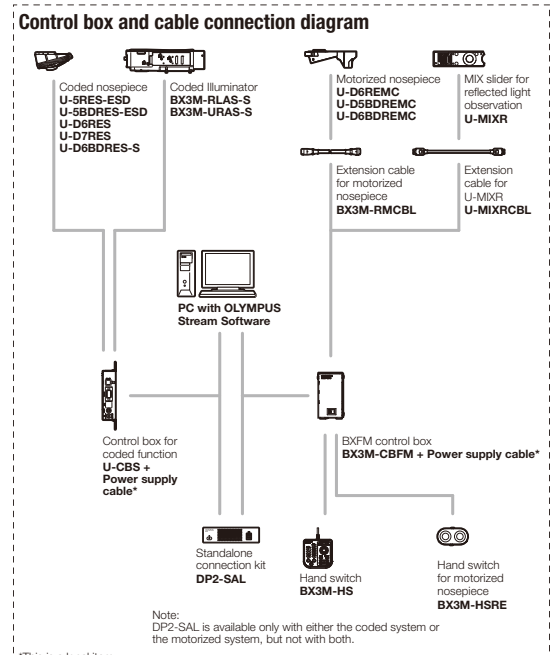 Control box and cable connection diagram
Coded nosepiece
U-5RES-ESD
U-5BDRES-ESD
U-D6RES
U-D7RES
U-D6BDRES-S
Coded Illuminator
BX3M-RLAS-S
BX3M-URAS-S
Motorized nosepiece
U-D6REMC
U-D5BDREMC
U-D6BDREMC
MIX slider for
reflected light
observation
U-MIXR
Extension cable
for motorized
nosepiece
BX3M-RMCBL
Extension
cable for
U-MIXR
U-MIXRCBL
PC with OLYMPUS
Stream Software
Control box for
coded function
U-CBS +
Power supply
cable*
BXFM control box
BX3M-CBFM + Power supply cable*
Standalone
connection kit
DP2-SAL
Hand switch
BX3M-HS
Hand switch
for motorized
nosepiece
BX3M-HSRE
Note:
DP2-SAL is available only with either the coded system or
the motorized system, but not with both.
*This is a local item